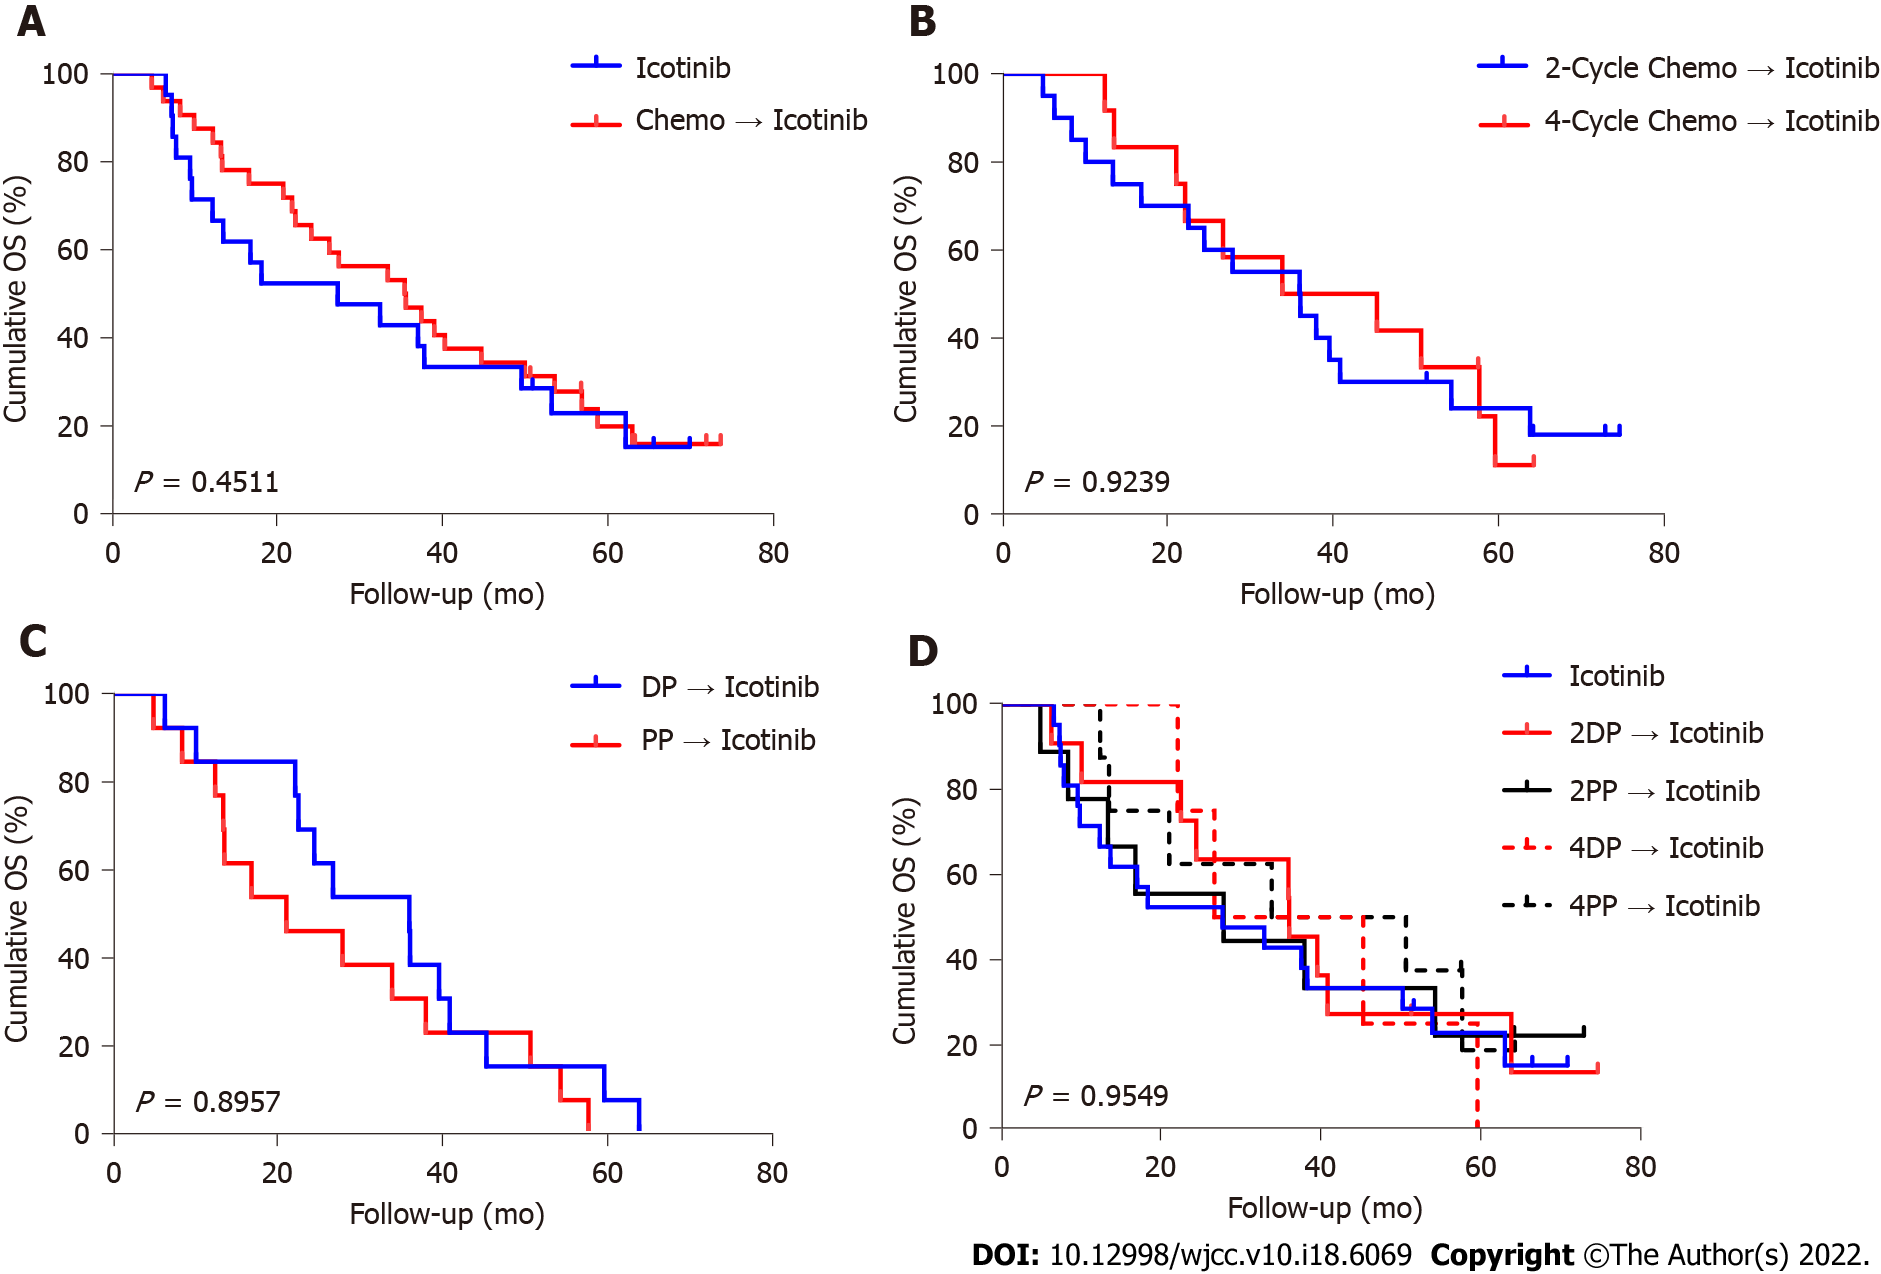 A
Icotinib
Chemo → Icotinib
Cumulative OS (%)
100
80
60
40
20
0
P = 0.4511
0 20 40 60 80
Follow-up (mo)
B
2-Cycle Chemo → Icotinib
4-Cycle Chemo → Icotinib
Cumulative OS (%)
100
80
60
40
20
0
P = 0.9239
0 20 40 60 80
Follow-up (mo)
C
DP → Icotinib
PP → Icotinib
Cumulative OS (%)
100
80
60
40
20
0
P = 0.8957
0 20 40 60 80
Follow-up (mo)
D
Icotinib
2DP → Icotinib
2PP → Icotinib
4DP → Icotinib
4PP → Icotinib
Cumulative OS (%)
100
80
60
40
20
0
P = 0.9549
0 20 40 60 80
Follow-up (mo)
DOI: 10.12998/wjcc.v10.i18.6069 Copyright ©The Author(s) 2022.